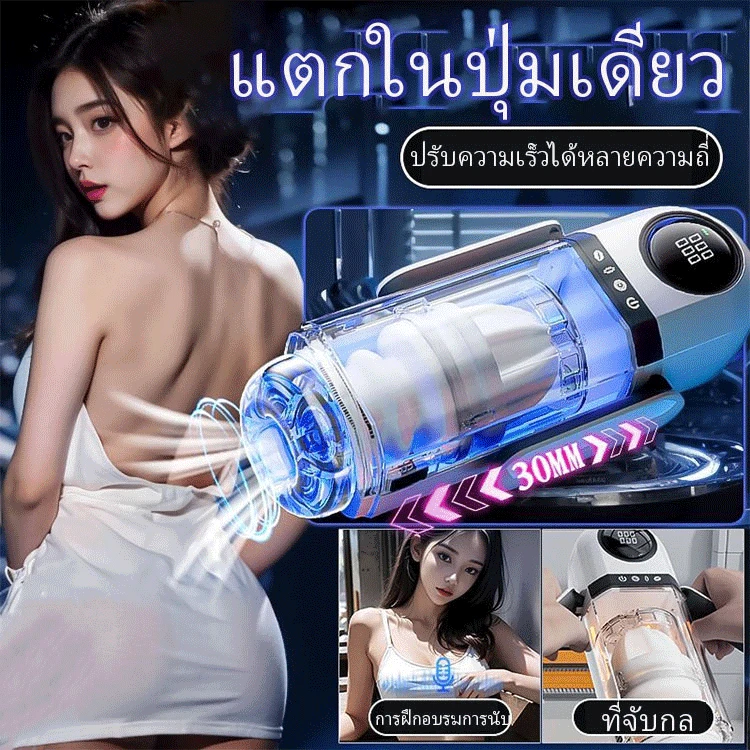 แตกในปุ่มเดียว
ปรับความเร็วได้หลายความถี่
30MM
การฝึกอบรมการนับ
ที่จับกล